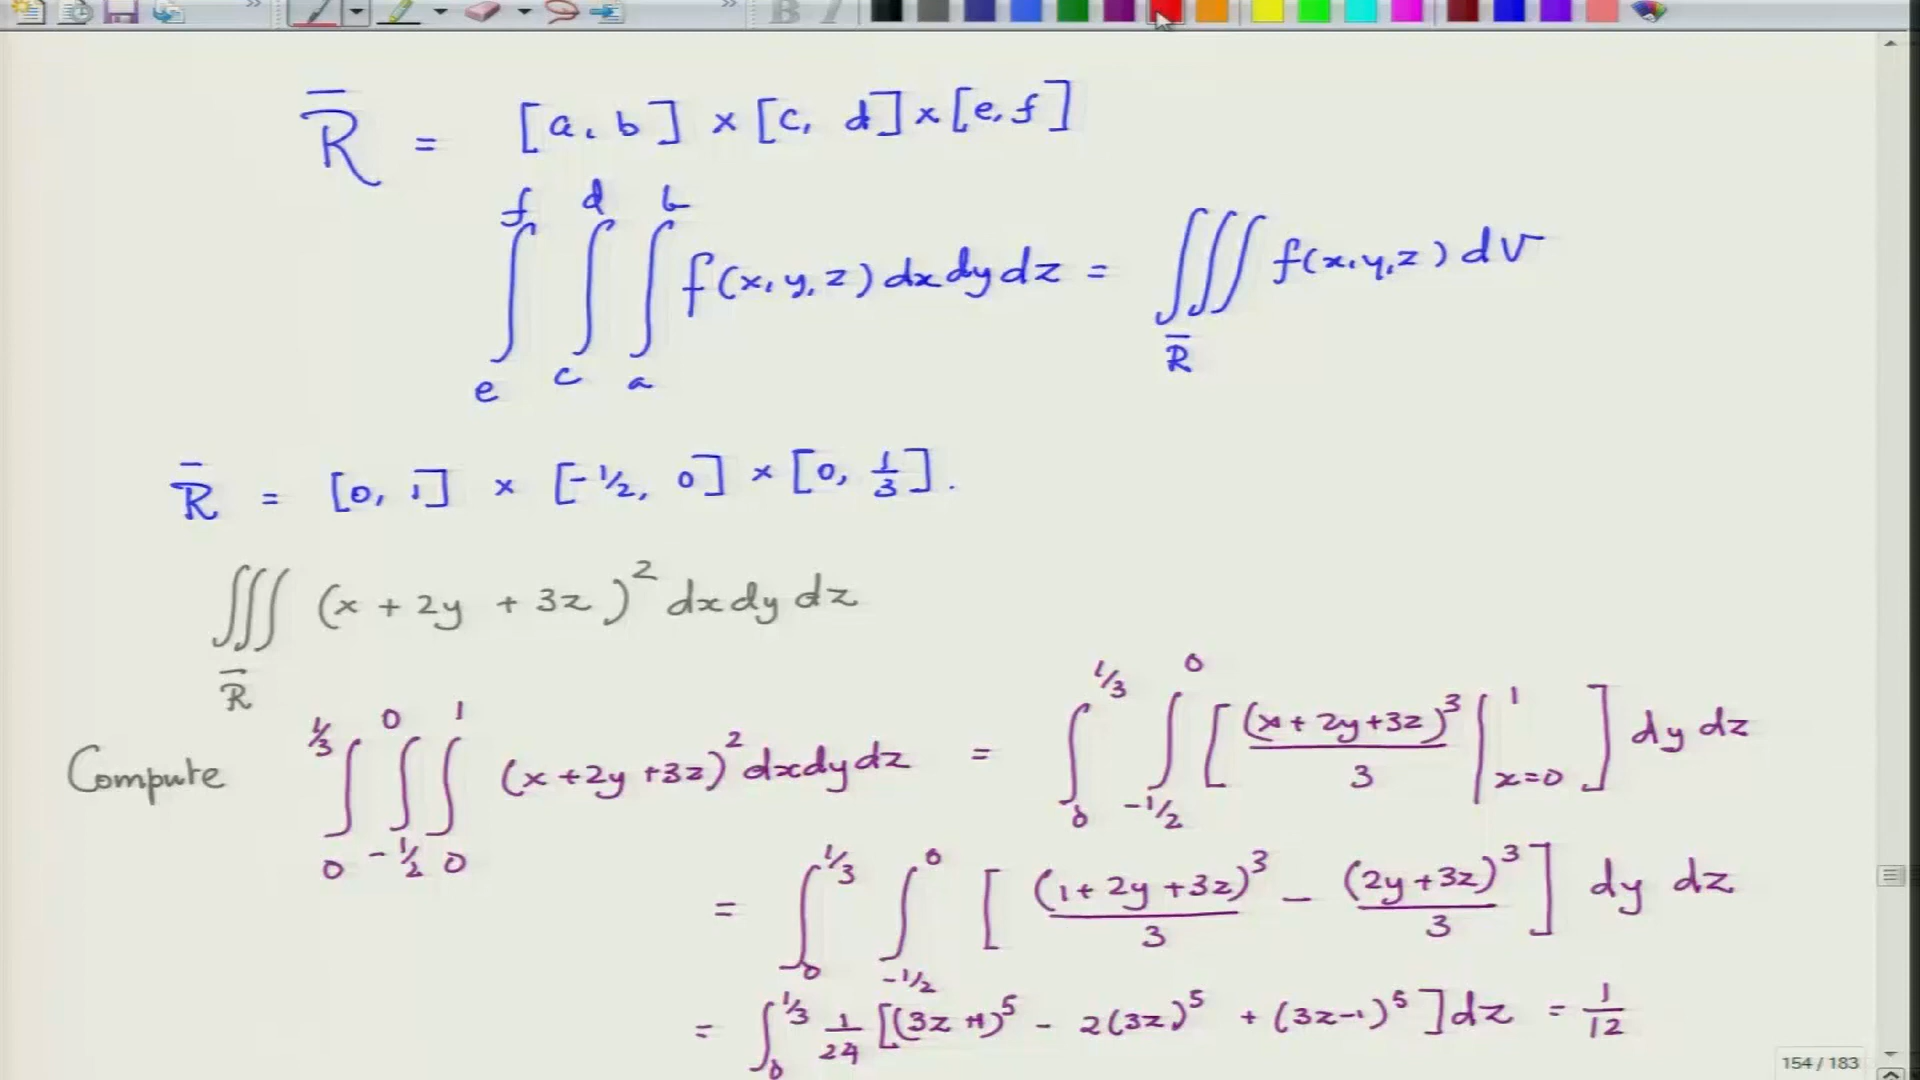 R̄ = [a, b] × [c, d] × [e, f]
∫_e^f ∫_c^d ∫_a^b f(x, y, z) dx dy dz = ∭_R̄ f(x, y, z) dV
R̄ = [0, 1] × [-1/2, 0] × [0, 1/3].
∭_R̄ (x + 2y + 3z)² dx dy dz
Compute ∫_0^{1/3} ∫_{-1/2}^0 ∫_0^1 (x + 2y + 3z)² dx dy dz = ∫_0^{1/3} ∫_{-1/2}^0 [ (x + 2y + 3z)³/3 |_{x=0}^1 ] dy dz
= ∫_0^{1/3} ∫_{-1/2}^0 [ (1 + 2y + 3z)³/3 - (2y + 3z)³/3 ] dy dz
= ∫_0^{1/3} 1/24 [(3z+1)⁵ - 2(3z)⁵ + (3z-1)⁵] dz = 1/12
154 / 183